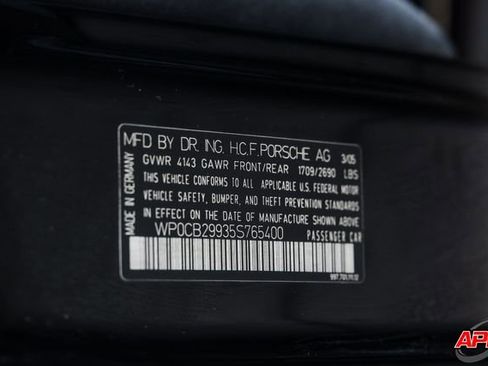 MFD BY DR. ING. H.C.F. PORSCHE AG 3/05
GVWR 4143 GAWR FRONT/REAR 1709/2690 LBS
THIS VEHICLE CONFORMS TO ALL APPLICABLE U.S. FEDERAL MOTOR
VEHICLE SAFETY, BUMPER, AND THEFT PREVENTION STANDARDS
IN EFFECT ON THE DATE OF MANUFACTURE SHOWN ABOVE
WP0CB29935S765400 PASSENGER CAR
MADE IN GERMANY